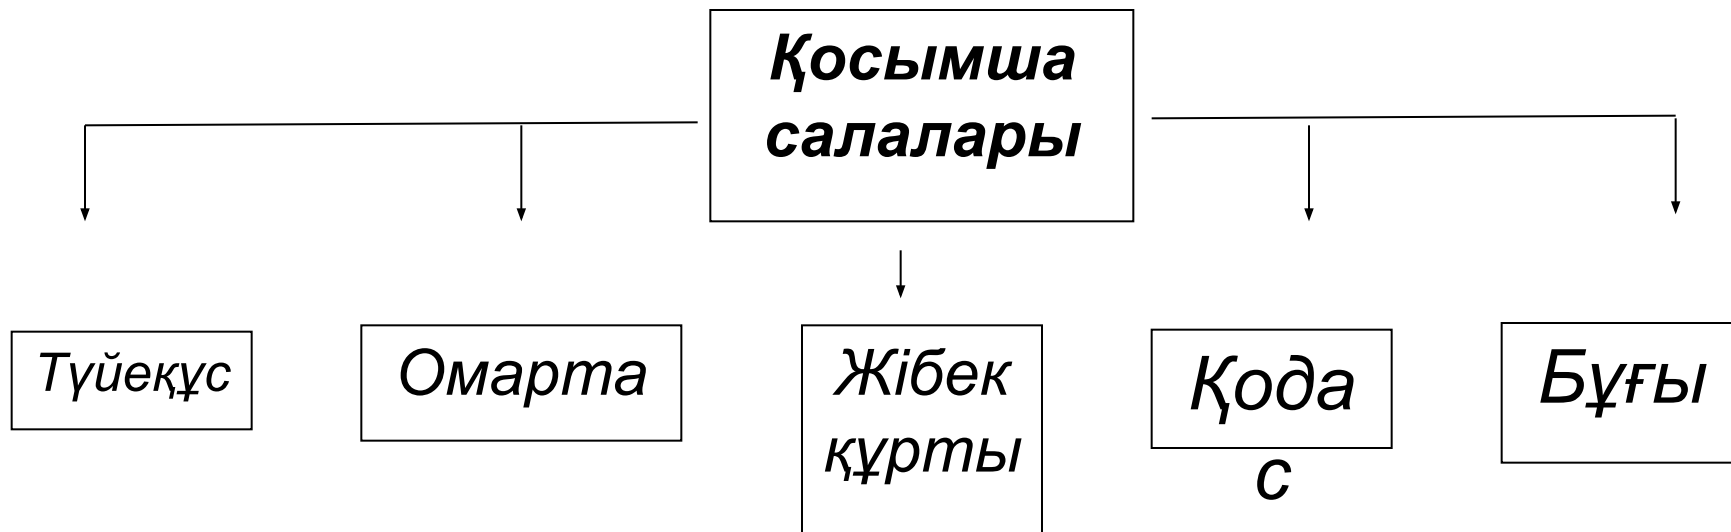 Қосымша
салалары
Түйеқұс
Омарта
Жібек
құрты
Қода
с
Бұғы